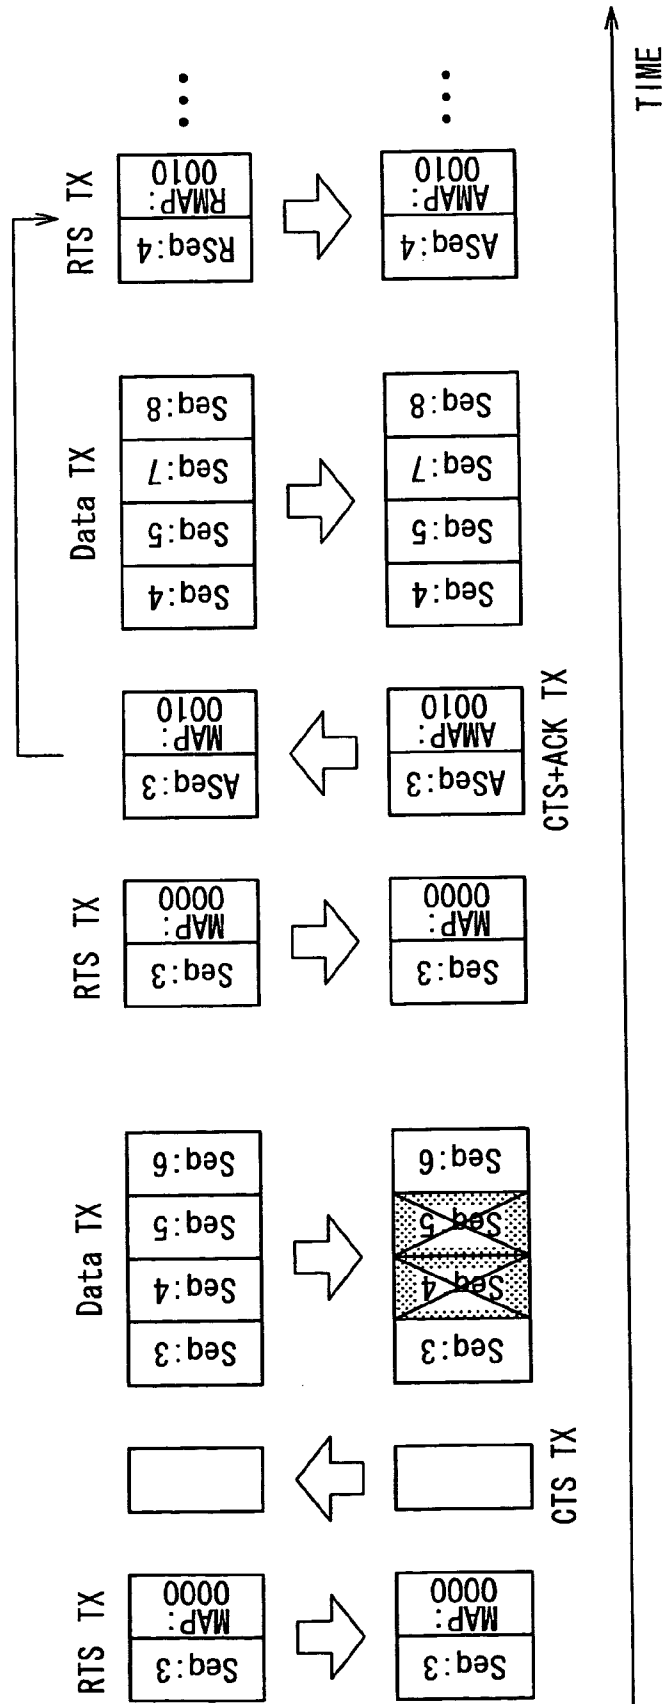 RTS TX
Seq:3
MAP:
0000
Seq:3
MAP:
0000
CTS TX
Data TX
Seq:3
Seq:4
Seq:5
Seq:6
Seq:3
Seq:4
Seq:5
Seq:6
RTS TX
Seq:3
MAP:
0000
Seq:3
MAP:
0000
ASeq:3
MAP:
0010
ASeq:3
AMAP:
0010
CTS+ACK TX
Data TX
Seq:4
Seq:5
Seq:7
Seq:8
Seq:4
Seq:5
Seq:7
Seq:8
RTS TX
RSeq:4
RMAP:
0010
ASeq:4
AMAP:
0010
TIME